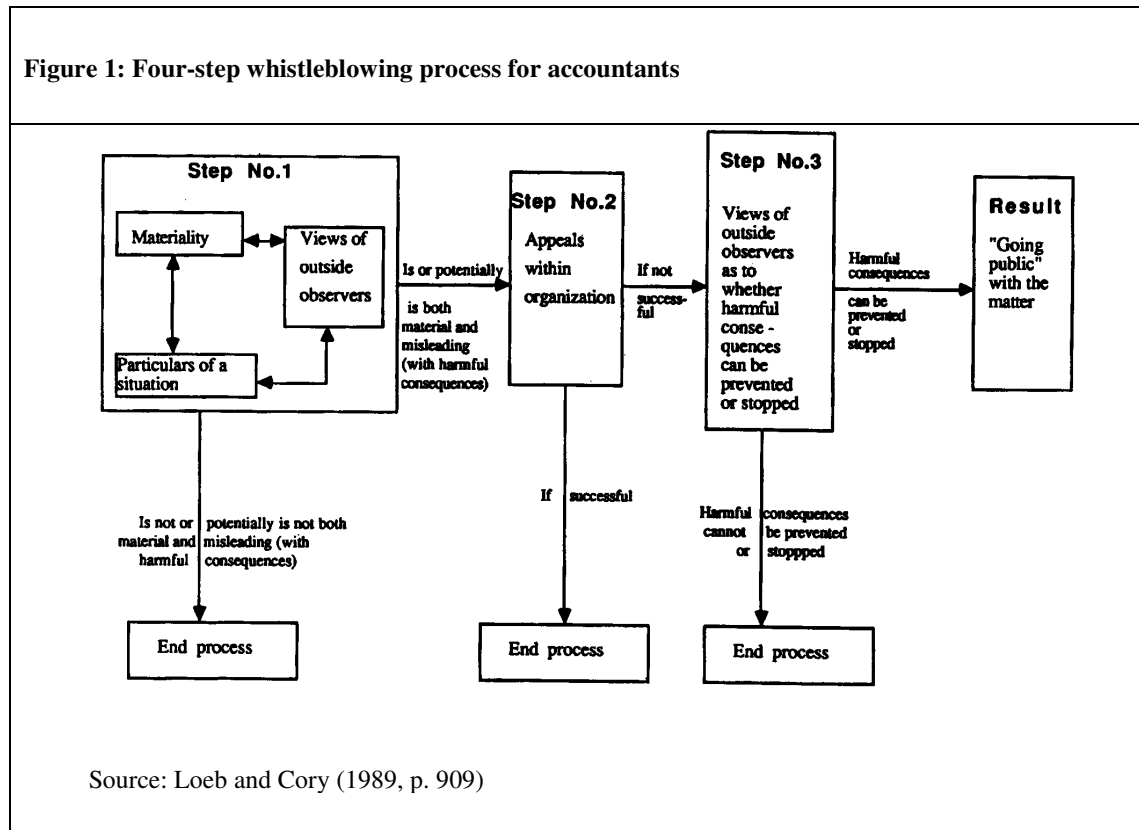 Figure 1: Four-step whistleblowing process for accountants
Step No.1
Materiality
Views of
outside
observers
Particulars of a
situation
Is or potentially
is both
material and
misleading
(with harmful
consequences)
Step No.2
Appeals
within
organization
If not
success-
ful
Step No.3
Views of
outside
observers
as to
whether
harmful
conse -
quences
can be
prevented
or stopped
Harmful
consequences
can be
prevented
or
stopped
Result
"Going
public"
with the
matter
Is not or potentially is not both
material and misleading (with
harmful consequences)
If successful
Harmful consequences
cannot be prevented
or stoppped
End process
End process
End process
Source: Loeb and Cory (1989, p. 909)